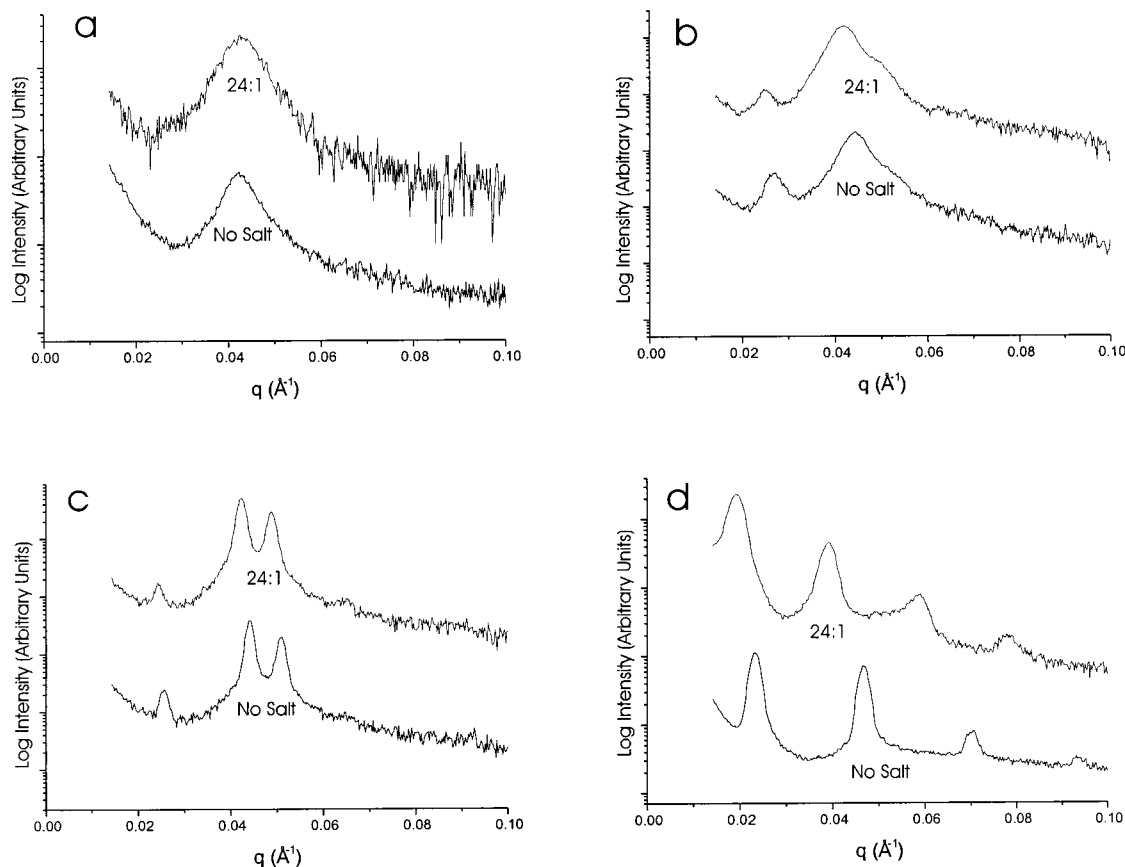 a
Log Intensity (Arbitrary Units)
24:1
No Salt
0.00 0.02 0.04 0.06 0.08 0.10
q (Å⁻¹)
b
Log Intensity (Arbitrary Units)
24:1
No Salt
0.00 0.02 0.04 0.06 0.08 0.10
q (Å⁻¹)
c
Log Intensity (Arbitrary Units)
24:1
No Salt
0.00 0.02 0.04 0.06 0.08 0.10
q (Å⁻¹)
d
Log Intensity (Arbitrary Units)
24:1
No Salt
0.00 0.02 0.04 0.06 0.08 0.10
q (Å⁻¹)